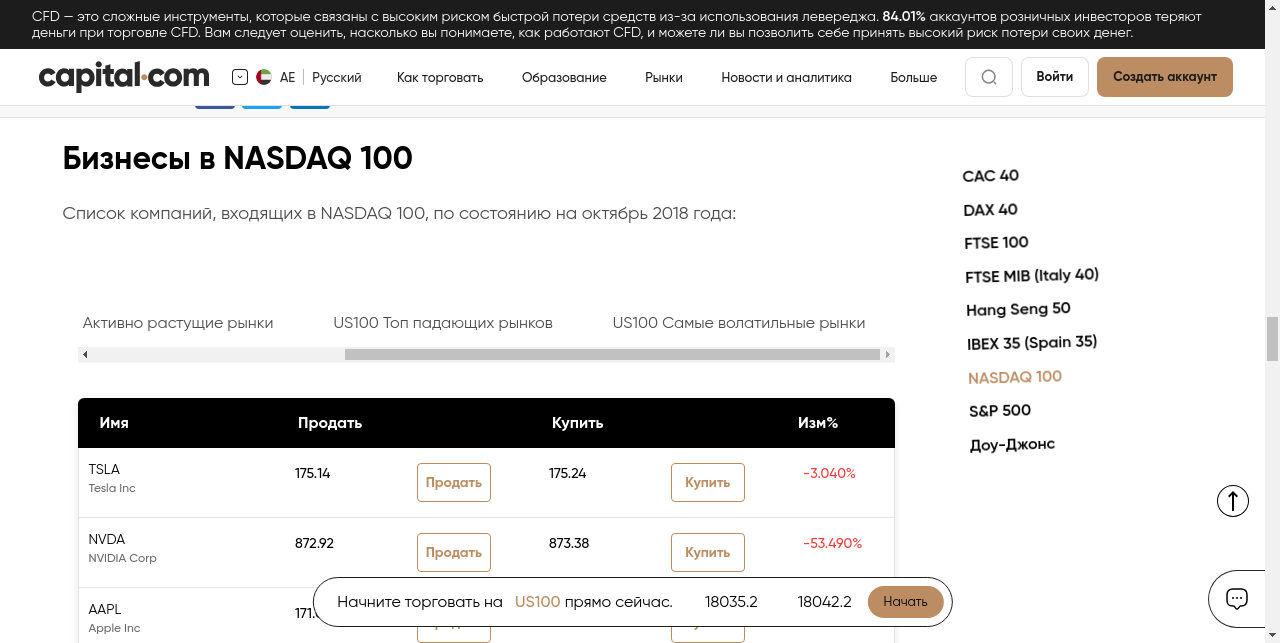 CFD — это сложные инструменты, которые связаны с высоким риском быстрой потери средств из-за использования левереджа. 84.01% аккаунтов розничных инвесторов теряют
деньги при торговле CFD. Вам следует оценить, насколько вы понимаете, как работают CFD, и можете ли вы позволить себе принять высокий риск потери своих денег.
capital.com AE Русский Как торговать Образование Рынки Новости и аналитика Больше Войти Создать аккаунт
Бизнесы в NASDAQ 100
Список компаний, входящих в NASDAQ 100, по состоянию на октябрь 2018 года:
Активно растущие рынки US100 Топ падающих рынков US100 Самые волатильные рынки
Имя Продать Купить Изм%
TSLA 175.14 Продать 175.24 Купить -3.040%
Tesla Inc
NVDA 872.92 Продать 873.38 Купить -53.490%
NVIDIA Corp
AAPL
Apple Inc
CAC 40
DAX 40
FTSE 100
FTSE MIB (Italy 40)
Hang Seng 50
IBEX 35 (Spain 35)
NASDAQ 100
S&P 500
Доу-Джонс
Начните торговать на US100 прямо сейчас. 18035.2 18042.2 Начать